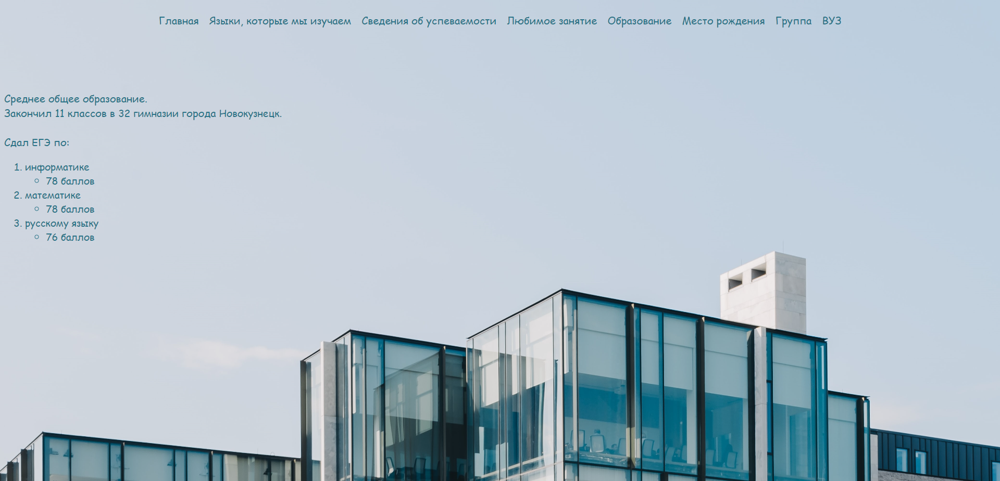 Главная Языки, которые мы изучаем Сведения об успеваемости Любимое занятие Образование Место рождения Группа ВУЗ
Среднее общее образование.
Закончил 11 классов в 32 гимназии города Новокузнецк.
Сдал ЕГЭ по:
1. информатике
○ 78 баллов
2. математике
○ 78 баллов
3. русскому языку
○ 76 баллов